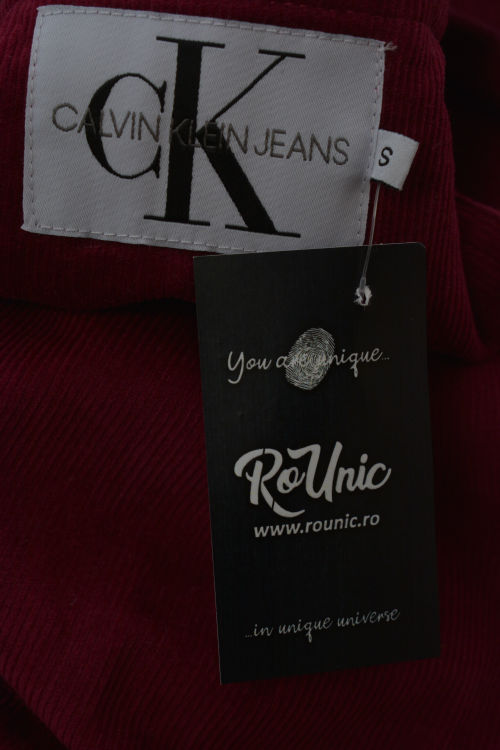 CK
CALVIN KLEIN JEANS
S
You are unique...
RoUnic
www.rounic.ro
...in unique universe